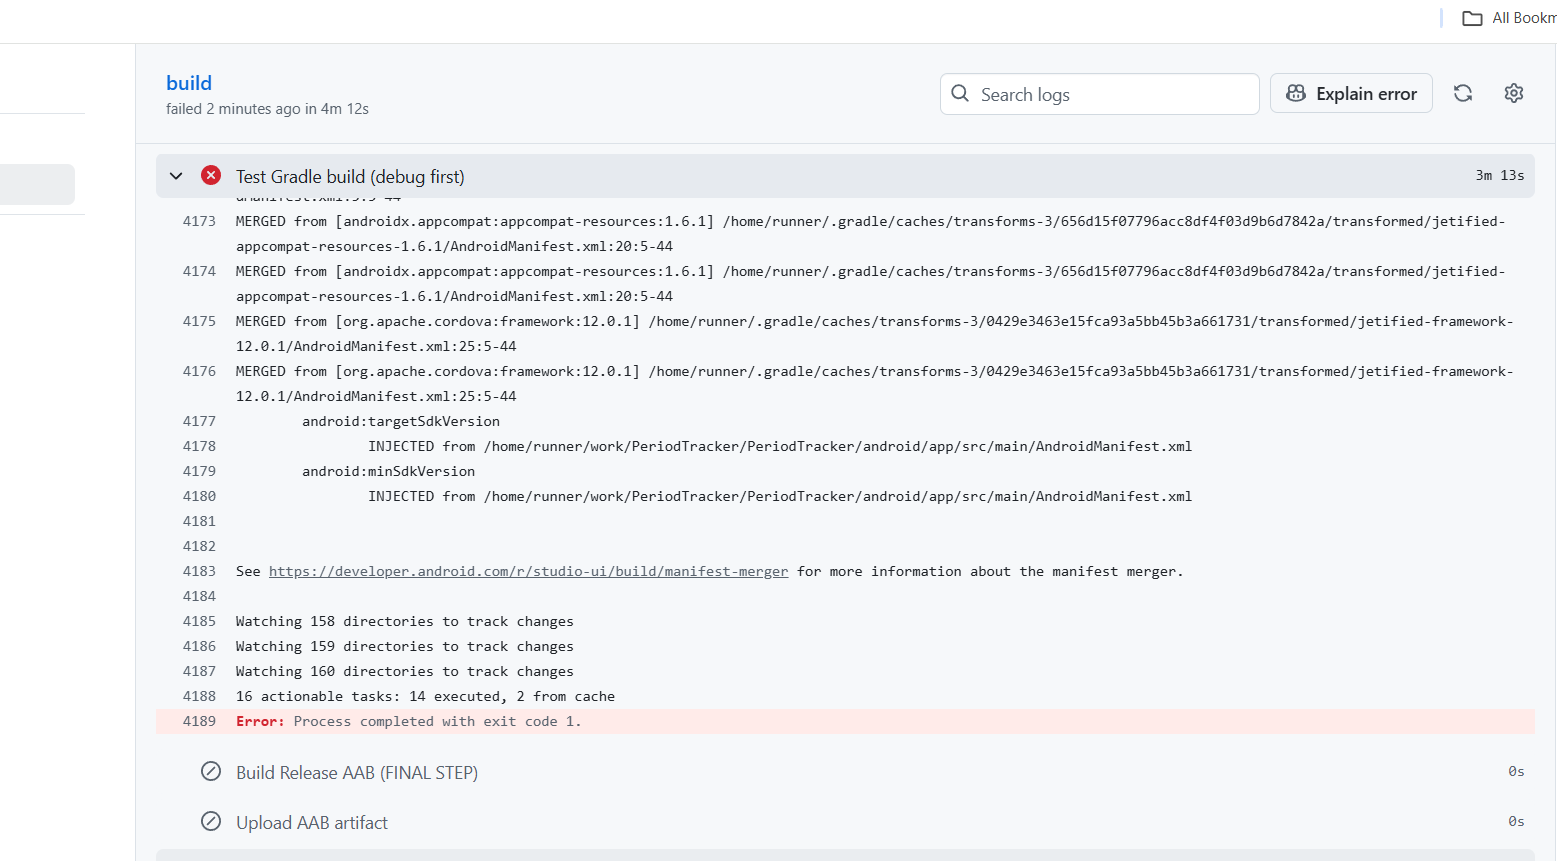 All Bookm
build
failed 2 minutes ago in 4m 12s
Search logs
Explain error
Test Gradle build (debug first)
3m 13s
4173 MERGED from [androidx.appcompat:appcompat-resources:1.6.1] /home/runner/.gradle/caches/transforms-3/656d15f07796acc8df4f03d9b6d7842a/transformed/jetified-
appcompat-resources-1.6.1/AndroidManifest.xml:20:5-44
4174 MERGED from [androidx.appcompat:appcompat-resources:1.6.1] /home/runner/.gradle/caches/transforms-3/656d15f07796acc8df4f03d9b6d7842a/transformed/jetified-
appcompat-resources-1.6.1/AndroidManifest.xml:20:5-44
4175 MERGED from [org.apache.cordova:framework:12.0.1] /home/runner/.gradle/caches/transforms-3/0429e3463e15fca93a5bb45b3a661731/transformed/jetified-framework-
12.0.1/AndroidManifest.xml:25:5-44
4176 MERGED from [org.apache.cordova:framework:12.0.1] /home/runner/.gradle/caches/transforms-3/0429e3463e15fca93a5bb45b3a661731/transformed/jetified-framework-
12.0.1/AndroidManifest.xml:25:5-44
4177 android:targetSdkVersion
4178 INJECTED from /home/runner/work/PeriodTracker/PeriodTracker/android/app/src/main/AndroidManifest.xml
4179 android:minSdkVersion
4180 INJECTED from /home/runner/work/PeriodTracker/PeriodTracker/android/app/src/main/AndroidManifest.xml
4181
4182
4183 See https://developer.android.com/r/studio-ui/build/manifest-merger for more information about the manifest merger.
4184
4185 Watching 158 directories to track changes
4186 Watching 159 directories to track changes
4187 Watching 160 directories to track changes
4188 16 actionable tasks: 14 executed, 2 from cache
4189 Error: Process completed with exit code 1.
Build Release AAB (FINAL STEP)
0s
Upload AAB artifact
0s